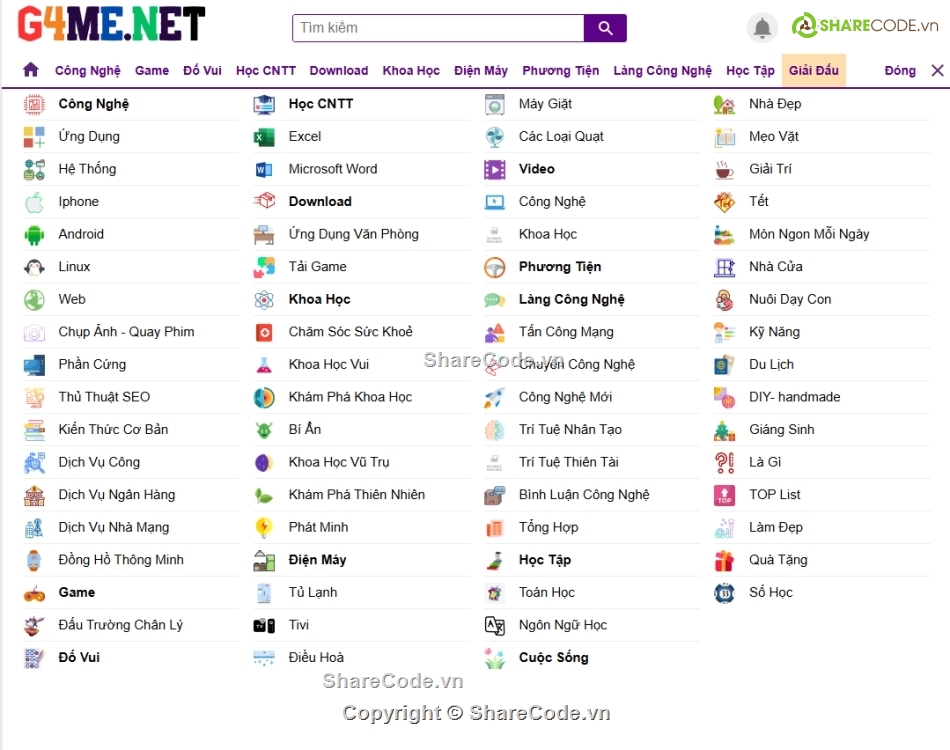 G4ME.NET
Tìm kiếm
SHARECODE.vn
Công Nghệ Game Đố Vui Học CNTT Download Khoa Học Điện Máy Phương Tiện Làng Công Nghệ Học Tập Giải Đấu Đóng
Công Nghệ
Ứng Dụng
Hệ Thống
Iphone
Android
Linux
Web
Chụp Ảnh - Quay Phim
Phần Cứng
Thủ Thuật SEO
Kiến Thức Cơ Bản
Dịch Vụ Công
Dịch Vụ Ngân Hàng
Dịch Vụ Nhà Mạng
Đồng Hồ Thông Minh
Game
Đấu Trường Chân Lý
Đố Vui
Học CNTT
Excel
Microsoft Word
Download
Ứng Dụng Văn Phòng
Tải Game
Khoa Học
Chăm Sóc Sức Khoẻ
Khoa Học Vui
Khám Phá Khoa Học
Bí Ẩn
Khoa Học Vũ Trụ
Khám Phá Thiên Nhiên
Phát Minh
Điện Máy
Tủ Lạnh
Tivi
Điều Hoà
Máy Giặt
Các Loại Quạt
Video
Công Nghệ
Khoa Học
Phương Tiện
Làng Công Nghệ
Tấn Công Mạng
Chuyện Công Nghệ
Công Nghệ Mới
Trí Tuệ Nhân Tạo
Trí Tuệ Thiên Tài
Bình Luận Công Nghệ
Tổng Hợp
Học Tập
Toán Học
Ngôn Ngữ Học
Cuộc Sống
Nhà Đẹp
Mẹo Vặt
Giải Trí
Tết
Món Ngon Mỗi Ngày
Nhà Cửa
Nuôi Dạy Con
Kỹ Năng
Du Lịch
DIY- handmade
Giáng Sinh
Là Gì
TOP List
Làm Đẹp
Quà Tặng
Số Học
ShareCode.vn
ShareCode.vn
Copyright © ShareCode.vn